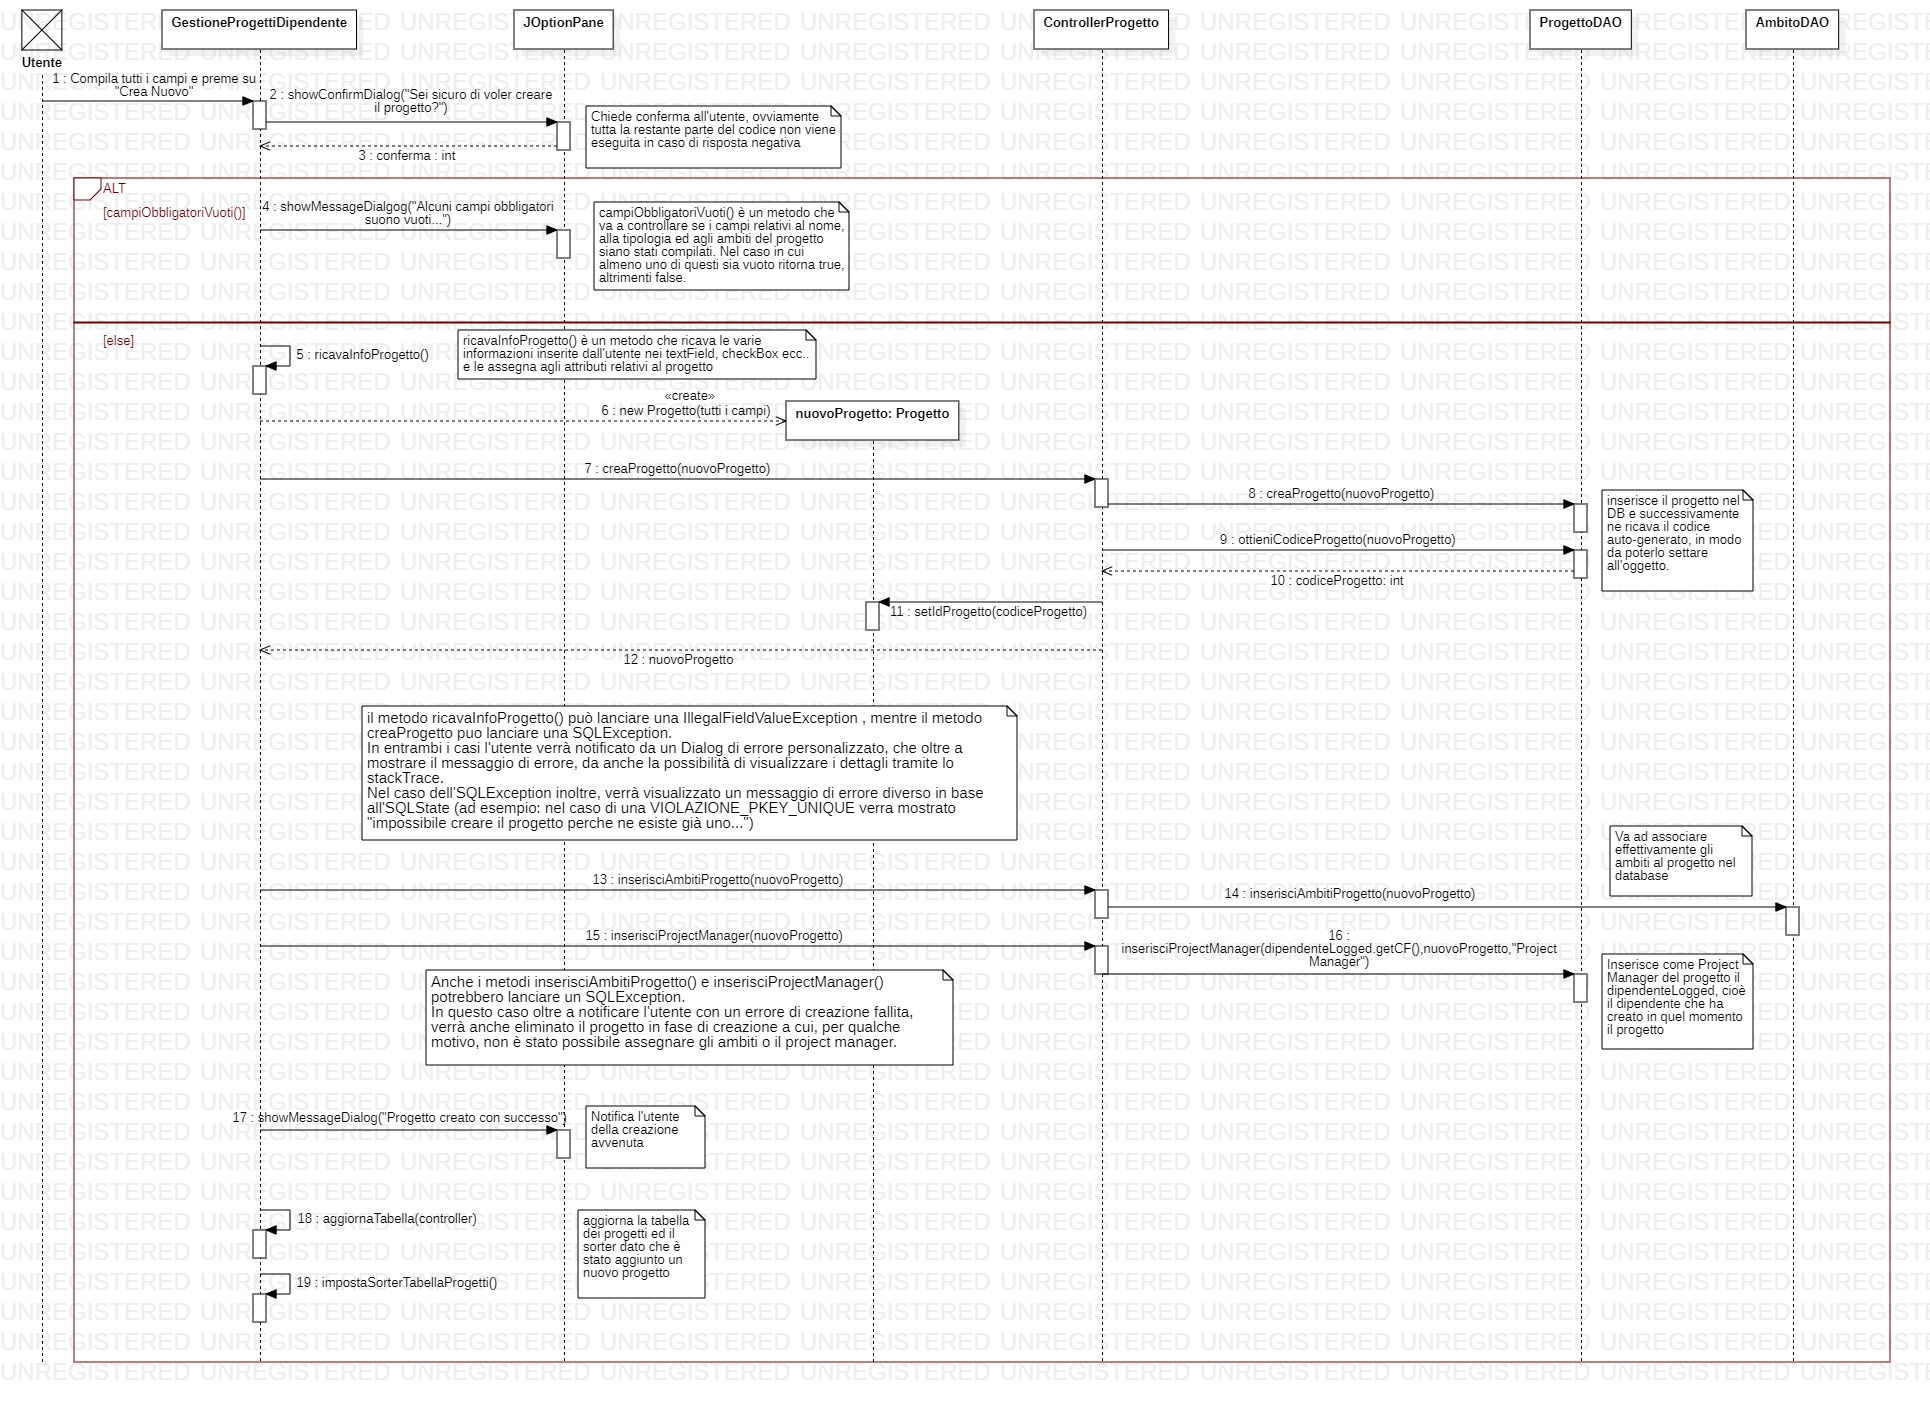 GestioneProgettiDipendente
JOptionPane
ControllerProgetto
ProgettoDAO
AmbitoDAO
Utente
1 : Compila tutti i campi e preme su
"Crea Nuovo"
2 : showConfirmDialog("Sei sicuro di voler creare
il progetto?")
Chiede conferma all'utente, ovviamente
tutta la restante parte del codice non viene
eseguita in caso di risposta negativa
3 : conferma : int
ALT
[campiObbligatoriVuoti()]
4 : showMessageDialgog("Alcuni campi obbligatori
suono vuoti...")
campiObbligatoriVuoti() è un metodo che
va a controllare se i campi relativi al nome,
alla tipologia ed agli ambiti del progetto
siano stati compilati. Nel caso in cui
almeno uno di questi sia vuoto ritorna true,
altrimenti false.
[else]
5 : ricavaInfoProgetto()
ricavaInfoProgetto() è un metodo che ricava le varie
informazioni inserite dall'utente nei textField, checkBox ecc..
e le assegna agli attributi relativi al progetto
«create»
6 : new Progetto(tutti i campi)
nuovoProgetto: Progetto
7 : creaProgetto(nuovoProgetto)
8 : creaProgetto(nuovoProgetto)
inserisce il progetto nel
DB e successivamente
ne ricava il codice
auto-generato, in modo
da poterlo settare
all'oggetto.
9 : ottieniCodiceProgetto(nuovoProgetto)
10 : codiceProgetto: int
11 : setIdProgetto(codiceProgetto)
12 : nuovoProgetto
il metodo ricavaInfoProgetto() può lanciare una IllegalFieldValueException , mentre il metodo
creaProgetto puo lanciare una SQLException.
In entrambi i casi l'utente verrà notificato da un Dialog di errore personalizzato, che oltre a
mostrare il messaggio di errore, da anche la possibilità di visualizzare i dettagli tramite lo
stackTrace.
Nel caso dell'SQLException inoltre, verrà visualizzato un messaggio di errore diverso in base
all'SQLState (ad esempio: nel caso di una VIOLAZIONE_PKEY_UNIQUE verra mostrato
"impossibile creare il progetto perche ne esiste già uno...")
Va ad associare
effettivamente gli
ambiti al progetto nel
database
13 : inserisciAmbitiProgetto(nuovoProgetto)
14 : inserisciAmbitiProgetto(nuovoProgetto)
15 : inserisciProjectManager(nuovoProgetto)
16 :
inserisciProjectManager(dipendenteLogged.getCF(),nuovoProgetto,"Project
Manager")
Inserisce come Project
Manager del progetto il
dipendenteLogged, cioè
il dipendente che ha
creato in quel momento
il progetto
Anche i metodi inserisciAmbitiProgetto() e inserisciProjectManager()
potrebbero lanciare un SQLException.
In questo caso oltre a notificare l'utente con un errore di creazione fallita,
verrà anche eliminato il progetto in fase di creazione a cui, per qualche
motivo, non è stato possibile assegnare gli ambiti o il project manager.
17 : showMessageDialog("Progetto creato con successo")
Notifica l'utente
della creazione
avvenuta
18 : aggiornaTabella(controller)
aggiorna la tabella
dei progetti ed il
sorter dato che è
stato aggiunto un
nuovo progetto
19 : impostaSorterTabellaProgetti()